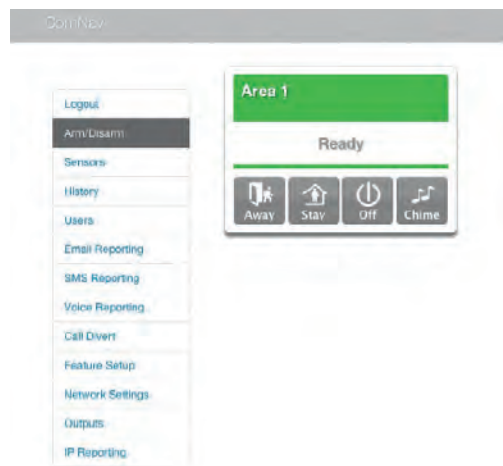 ComNav
Logout
Arm/Disarm
Sensors
History
Users
Email Reporting
SMS Reporting
Voice Reporting
Call Divert
Feature Setup
Network Settings
Outputs
IP Reporting
Area 1
Ready
Away Stay Off Chime